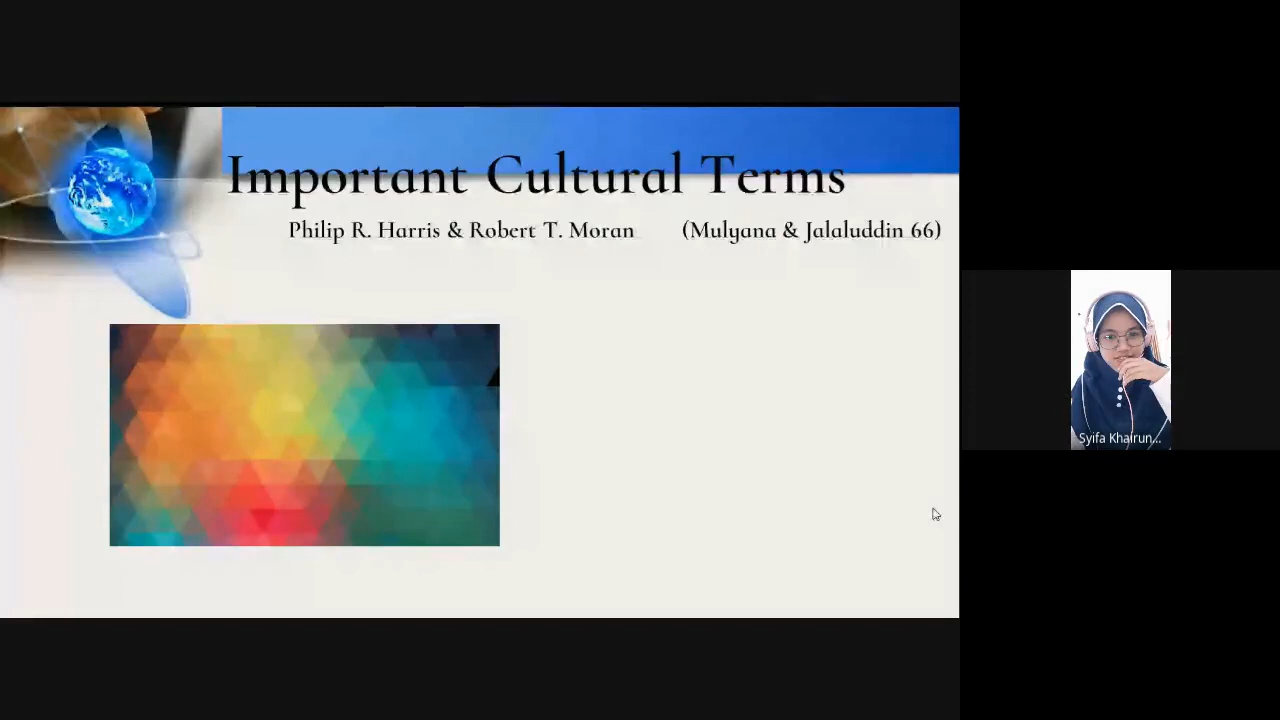 Important Cultural Terms
Philip R. Harris & Robert T. Moran (Mulyana & Jalaluddin 66)
Syifa Khairun...